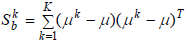 $S_b^k = \sum_{k=1}^{K} (\mu^k - \mu)(\mu^k - \mu)^T$